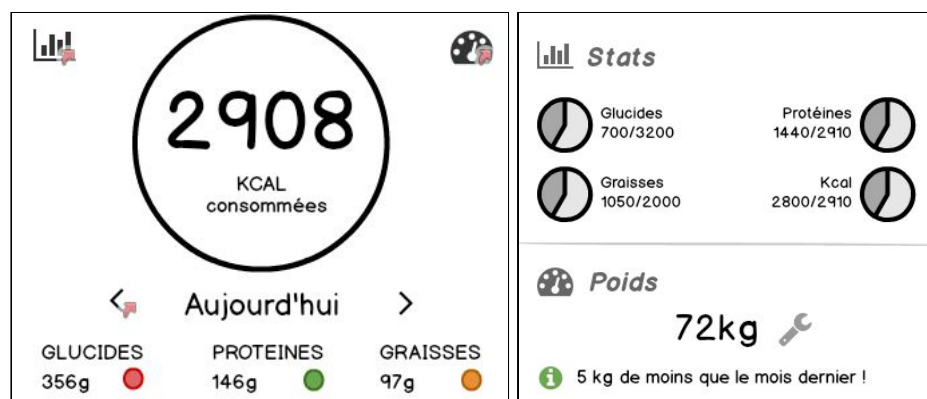 2908
KCAL
consommées
Aujourd'hui
GLUCIDES PROTEINES GRAISSES
356g 146g 97g
Stats
Glucides Protéines
700/3200 1440/2910
Graisses Kcal
1050/2000 2800/2910
Poids
72kg
5 kg de moins que le mois dernier !